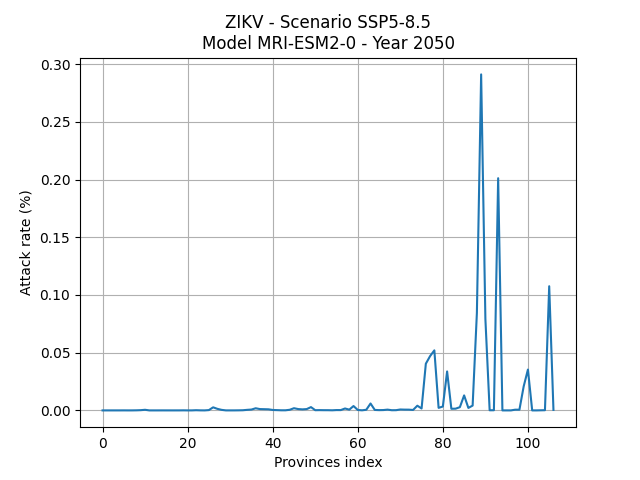 ZIKV - Scenario SSP5-8.5
Model MRI-ESM2-0 - Year 2050
0.30
0.25
0.20
0.15
0.10
0.05
0.00
Attack rate (%)
0 20 40 60 80 100
Provinces index